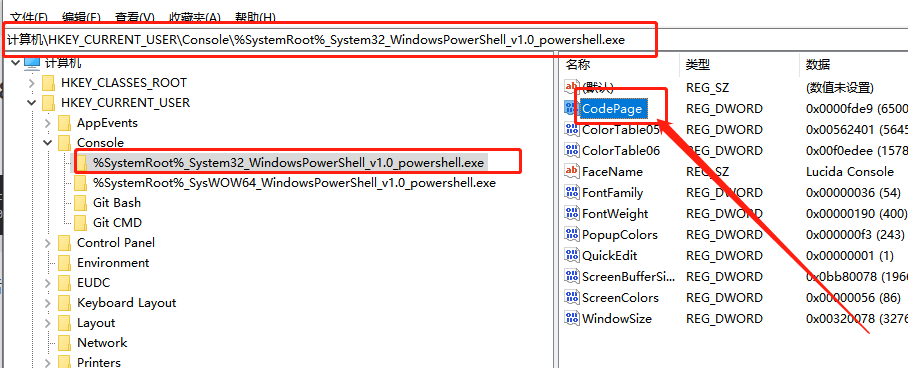 文件(F) 编辑(E) 查看(V) 收藏夹(A) 帮助(H)
计算机\HKEY_CURRENT_USER\Console\%SystemRoot%_System32_WindowsPowerShell_v1.0_powershell.exe
计算机
HKEY_CLASSES_ROOT
HKEY_CURRENT_USER
AppEvents
Console
%SystemRoot%_System32_WindowsPowerShell_v1.0_powershell.exe
%SystemRoot%_SysWOW64_WindowsPowerShell_v1.0_powershell.exe
Git Bash
Git CMD
Control Panel
Environment
EUDC
Keyboard Layout
Layout
Network
Printers
名称 类型 数据
(默认) REG_SZ (数值未设置)
CodePage REG_DWORD 0x0000fde9 (6500
ColorTable05 REG_DWORD 0x00562401 (5645
ColorTable06 REG_DWORD 0x00f0edee (1578
FaceName REG_SZ Lucida Console
FontFamily REG_DWORD 0x00000036 (54)
FontWeight REG_DWORD 0x00000190 (400)
PopupColors REG_DWORD 0x000000f3 (243)
QuickEdit REG_DWORD 0x00000001 (1)
ScreenBufferSi... REG_DWORD 0x0bb80078 (196
ScreenColors REG_DWORD 0x00000056 (86)
WindowSize REG_DWORD 0x00320078 (3276